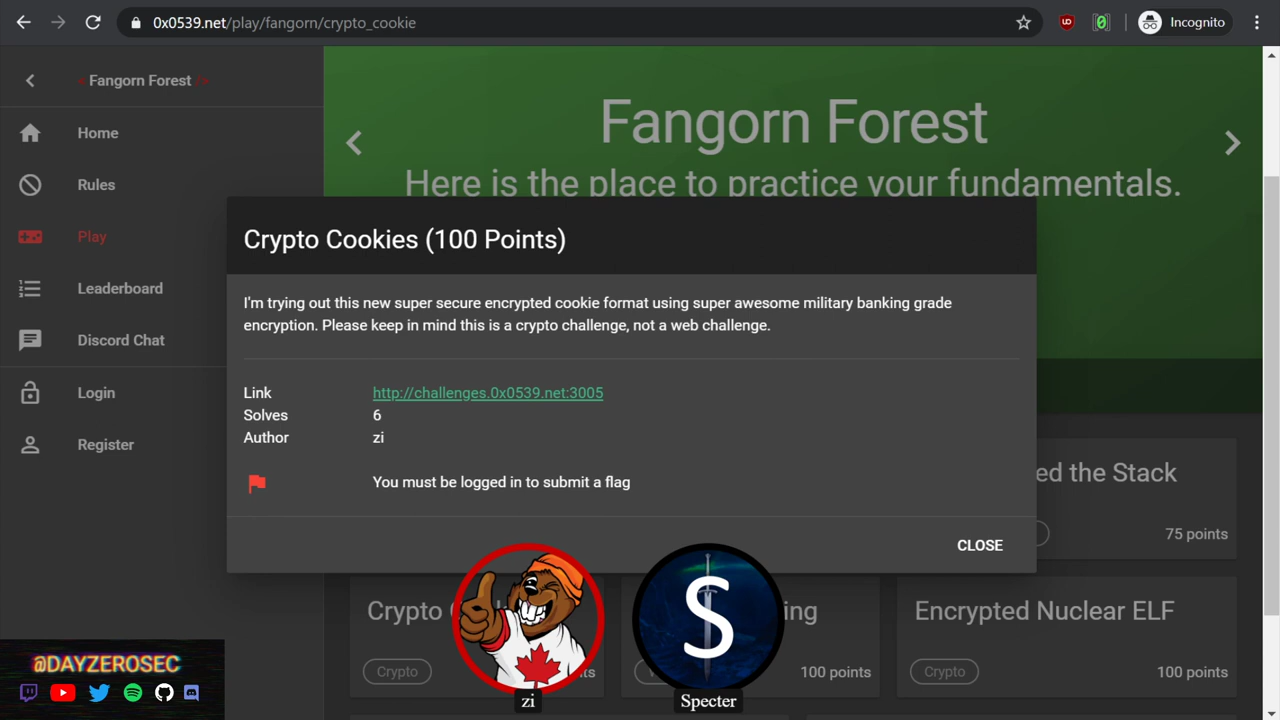 0x0539.net/play/fangorn/crypto_cookie
Incognito
Fangorn Forest
Home
Rules
Play
Leaderboard
Discord Chat
Login
Register
Fangorn Forest
Here is the place to practice your fundamentals.
Crypto Cookies (100 Points)
I'm trying out this new super secure encrypted cookie format using super awesome military banking grade
encryption. Please keep in mind this is a crypto challenge, not a web challenge.
Link http://challenges.0x0539.net:3005
Solves 6
Author zi
You must be logged in to submit a flag
CLOSE
ed the Stack
75 points
Crypto
ing
Encrypted Nuclear ELF
Crypto
100 points
Crypto
100 points
@DAYZEROSEC
S
zi
Specter